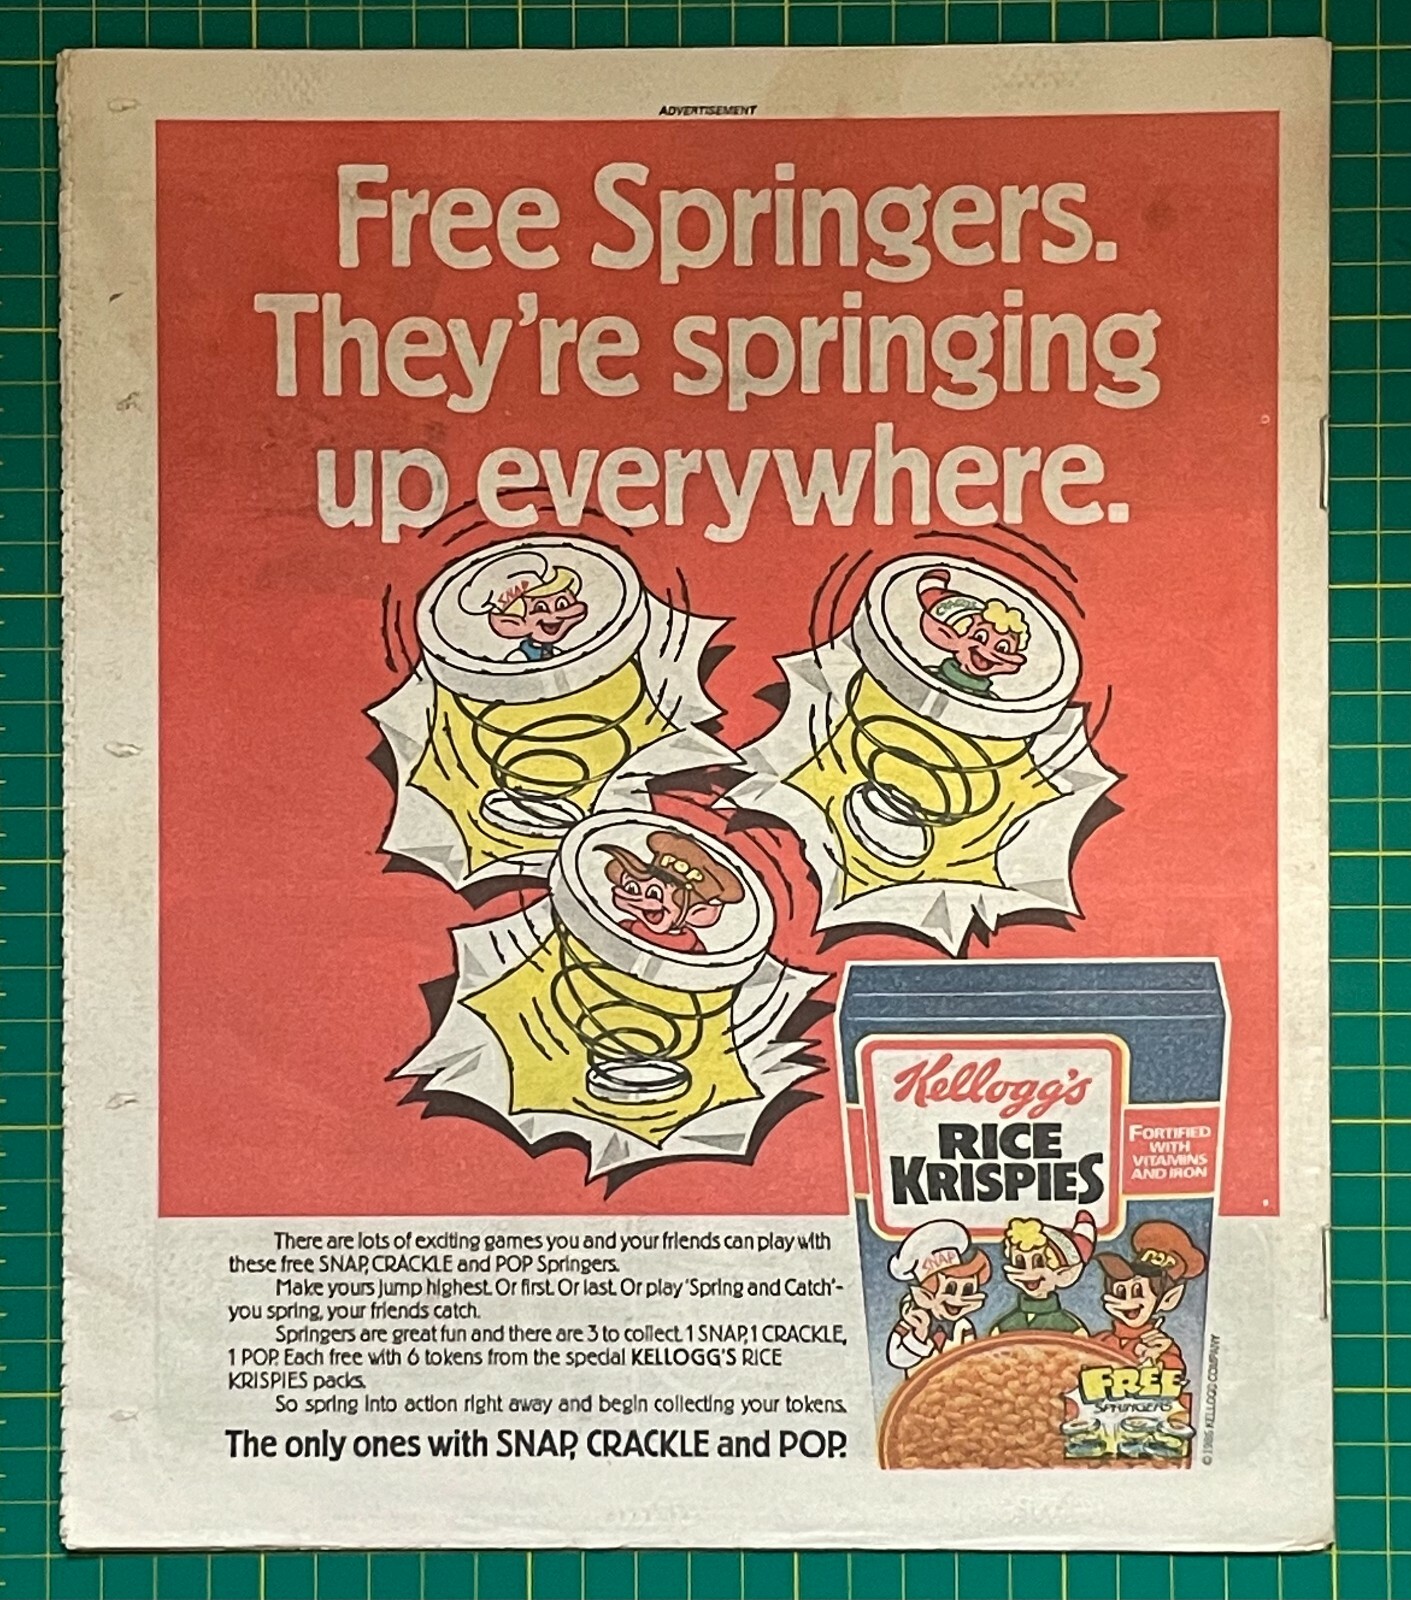 ADVERTISEMENT
Free Springers.
They're springing
up everywhere.
SNAP
CRACKLE
POP
Kellogg's
RICE
KRISPIES
FORTIFIED
WITH
VITAMINS
AND IRON
SNAP
POP
FREE
SPRINGERS
There are lots of exciting games you and your friends can play with
these free SNAP, CRACKLE and POP Springers.
Make yours jump highest. Or first. Or last. Or play 'Spring and Catch'-
you spring, your friends catch.
Springers are great fun and there are 3 to collect. 1 SNAP, 1 CRACKLE,
1 POP. Each free with 6 tokens from the special KELLOGG'S RICE
KRISPIES packs.
So spring into action right away and begin collecting your tokens.
The only ones with SNAP, CRACKLE and POP.
© 1986 KELLOGG COMPANY